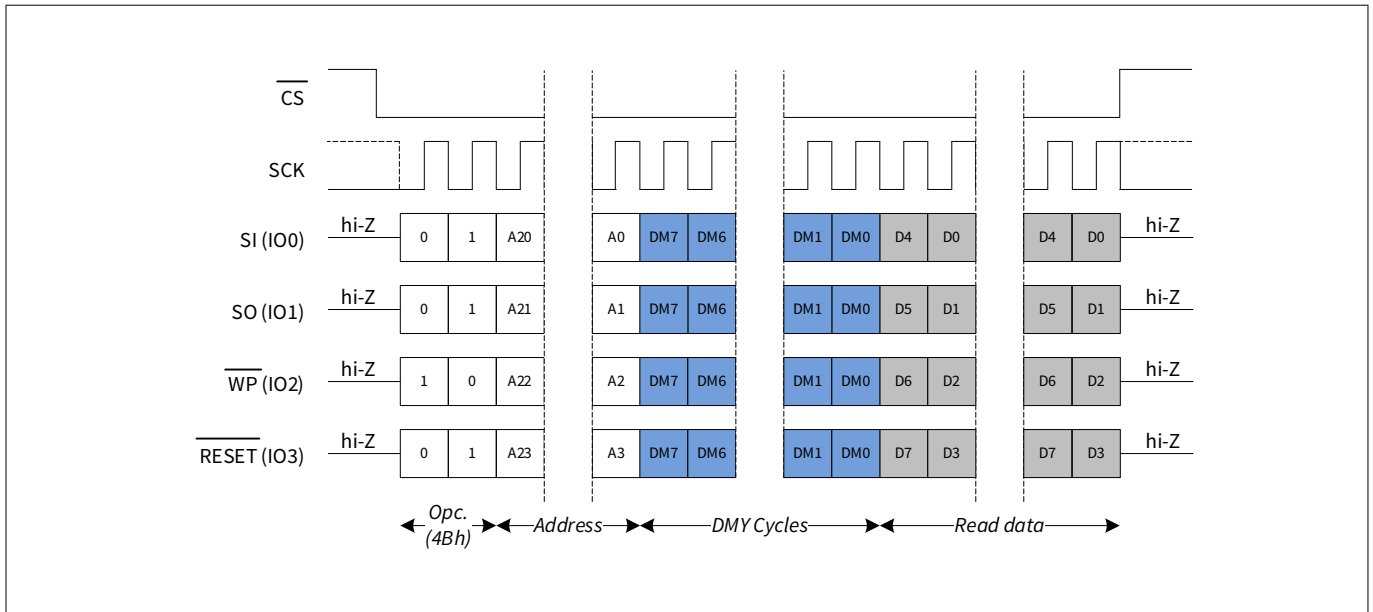 CS
SCK
SI (IO0) hi-Z 0 1 A20 A0 DM7 DM6 DM1 DM0 D4 D0 D4 D0 hi-Z
SO (IO1) hi-Z 0 1 A21 A1 DM7 DM6 DM1 DM0 D5 D1 D5 D1 hi-Z
WP (IO2) hi-Z 1 0 A22 A2 DM7 DM6 DM1 DM0 D6 D2 D6 D2 hi-Z
RESET (IO3) hi-Z 0 1 A23 A3 DM7 DM6 DM1 DM0 D7 D3 D7 D3 hi-Z
Opc. Address DMY Cycles Read data
(4Bh)